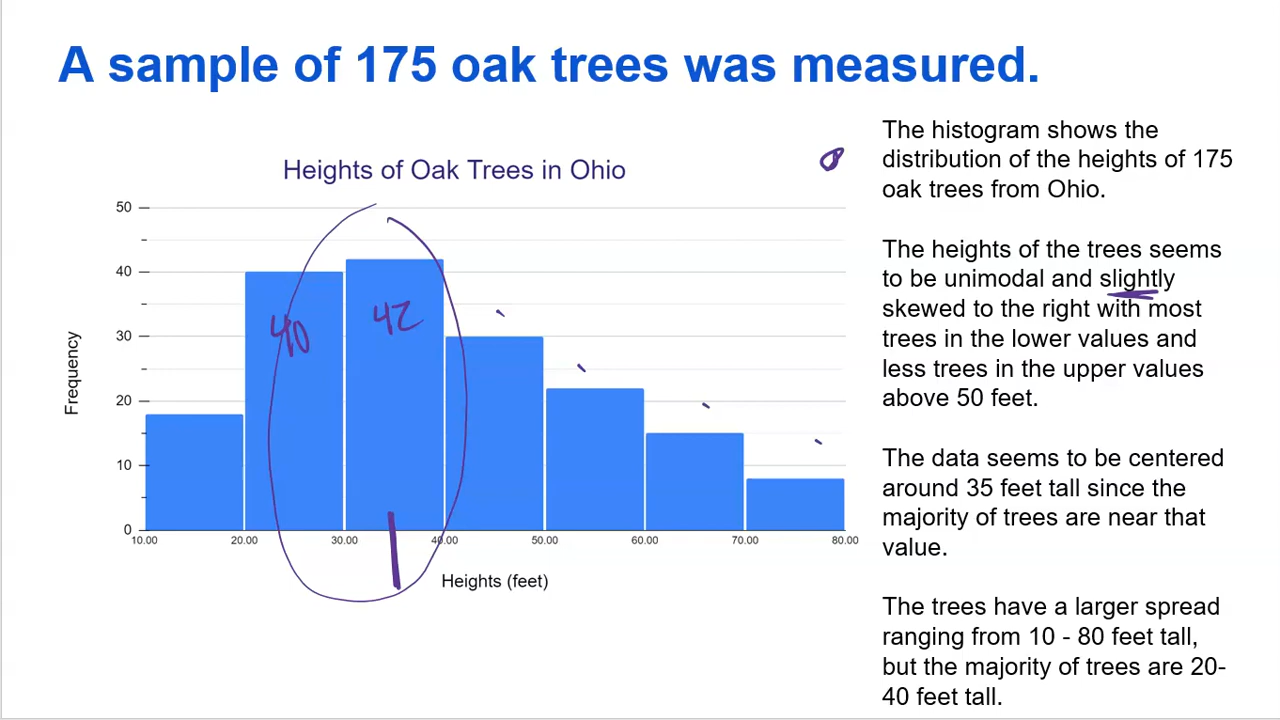 A sample of 175 oak trees was measured.
Heights of Oak Trees in Ohio
50
40
30
20
10
0
Frequency
40
42
10.00 20.00 30.00 40.00 50.00 60.00 70.00 80.00
Heights (feet)
The histogram shows the
distribution of the heights of 175
oak trees from Ohio.
The heights of the trees seems
to be unimodal and slightly
skewed to the right with most
trees in the lower values and
less trees in the upper values
above 50 feet.
The data seems to be centered
around 35 feet tall since the
majority of trees are near that
value.
The trees have a larger spread
ranging from 10 - 80 feet tall,
but the majority of trees are 20-
40 feet tall.